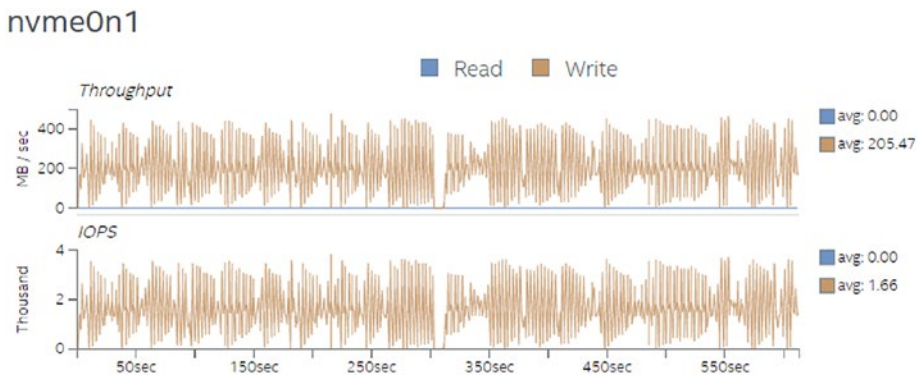 nvme0n1
Read Write
Throughput
MB / sec
400
200
0
avg: 0.00
avg: 205.47
IOPS
Thousand
4
2
0
avg: 0.00
avg: 1.66
50sec 150sec 250sec 350sec 450sec 550sec